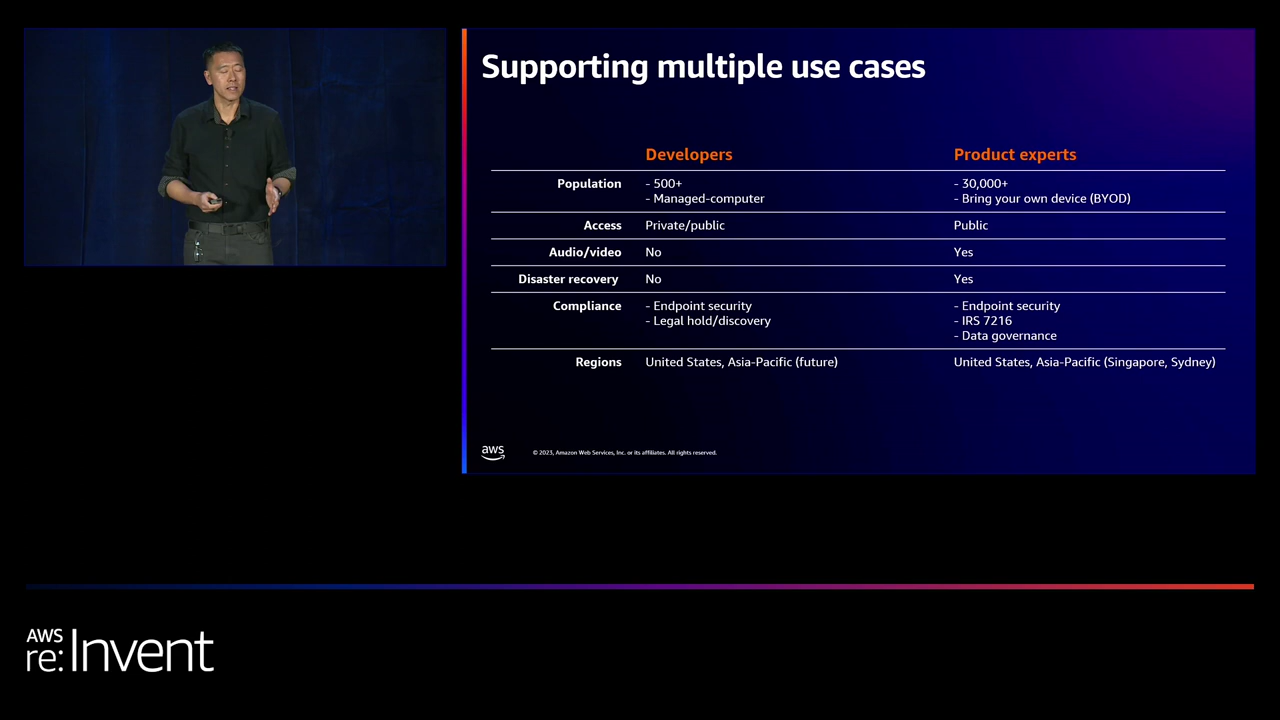 Supporting multiple use cases
Developers Product experts
Population - 500+ - 30,000+
- Managed-computer - Bring your own device (BYOD)
Access Private/public Public
Audio/video No Yes
Disaster recovery No Yes
Compliance - Endpoint security - Endpoint security
- Legal hold/discovery - IRS 7216
- Data governance
Regions United States, Asia-Pacific (future) United States, Asia-Pacific (Singapore, Sydney)
aws © 2023, Amazon Web Services, Inc. or its affiliates. All rights reserved.
AWS
re:Invent